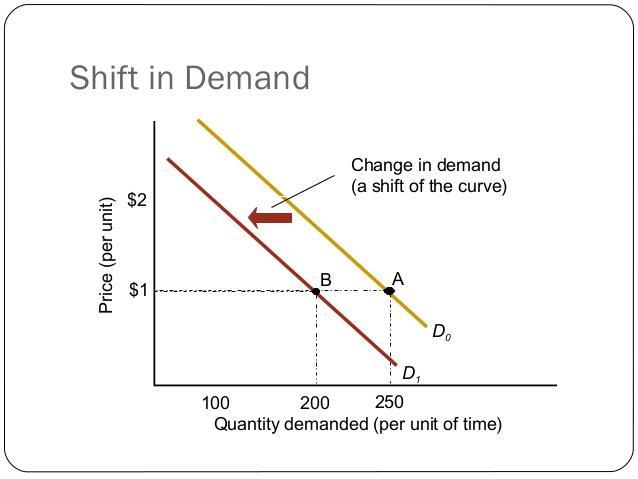 Shift in Demand
Change in demand
(a shift of the curve)
$2
Price (per unit)
$1
B
A
D0
D1
100
200
250
Quantity demanded (per unit of time)